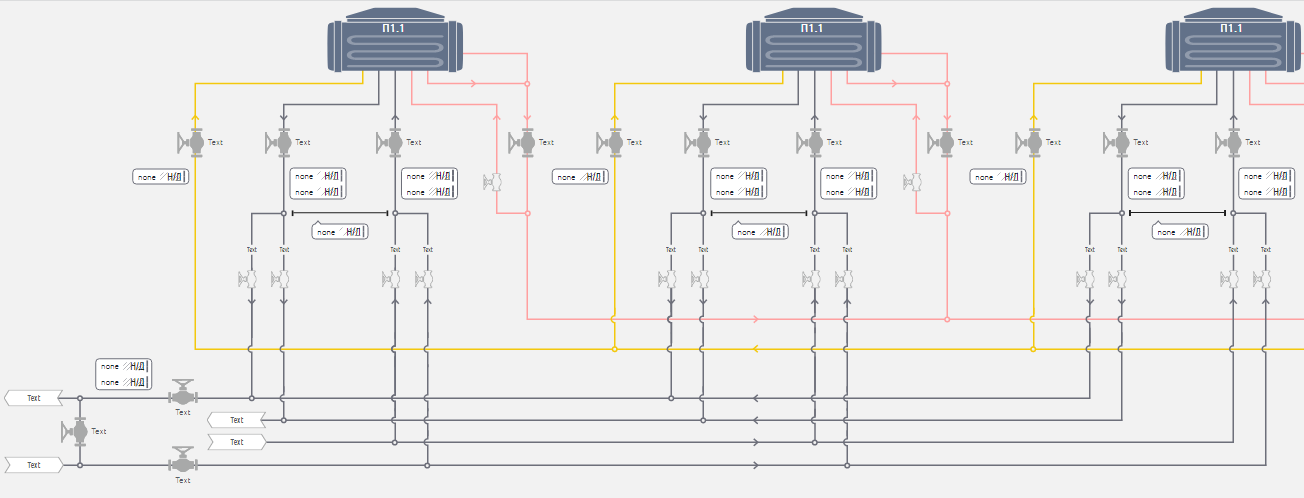 П1.1 П1.1 П1.1
Text Text Text Text Text Text Text Text Text Text
none Н/Д none Н/Д none Н/Д none Н/Д none Н/Д none Н/Д none Н/Д none Н/Д none Н/Д
none Н/Д none Н/Д none Н/Д none Н/Д none Н/Д none Н/Д
none Н/Д none Н/Д none Н/Д
Text Text Text Text Text Text Text Text Text Text Text Text
none Н/Д
none Н/Д
Text
Text
Text
Text
Text
Text
Text